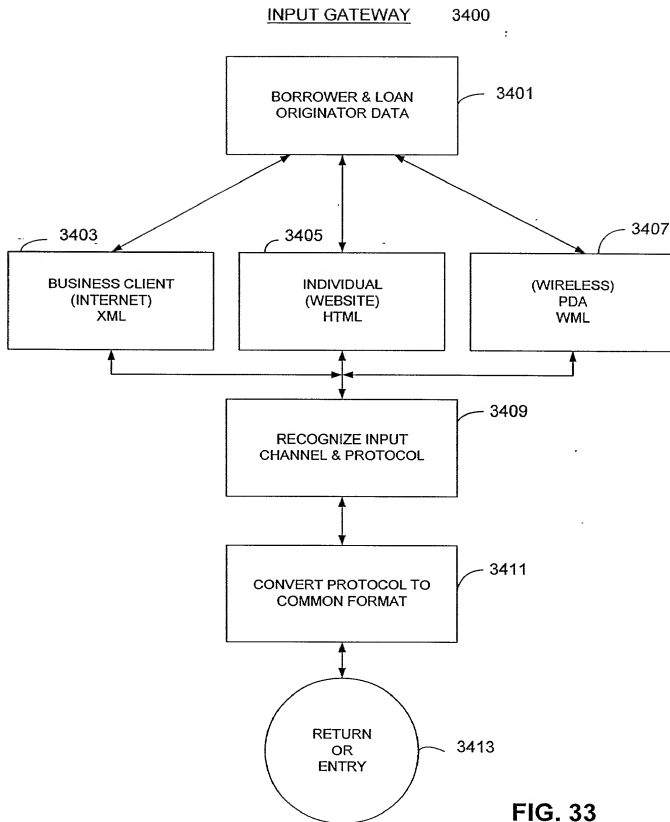 INPUT GATEWAY 3400
BORROWER & LOAN
ORIGINATOR DATA
3401
3403
BUSINESS CLIENT
(INTERNET)
XML
3405
INDIVIDUAL
(WEBSITE)
HTML
3407
(WIRELESS)
PDA
WML
3409
RECOGNIZE INPUT
CHANNEL & PROTOCOL
3411
CONVERT PROTOCOL TO
COMMON FORMAT
RETURN
OR
ENTRY
3413
FIG. 33